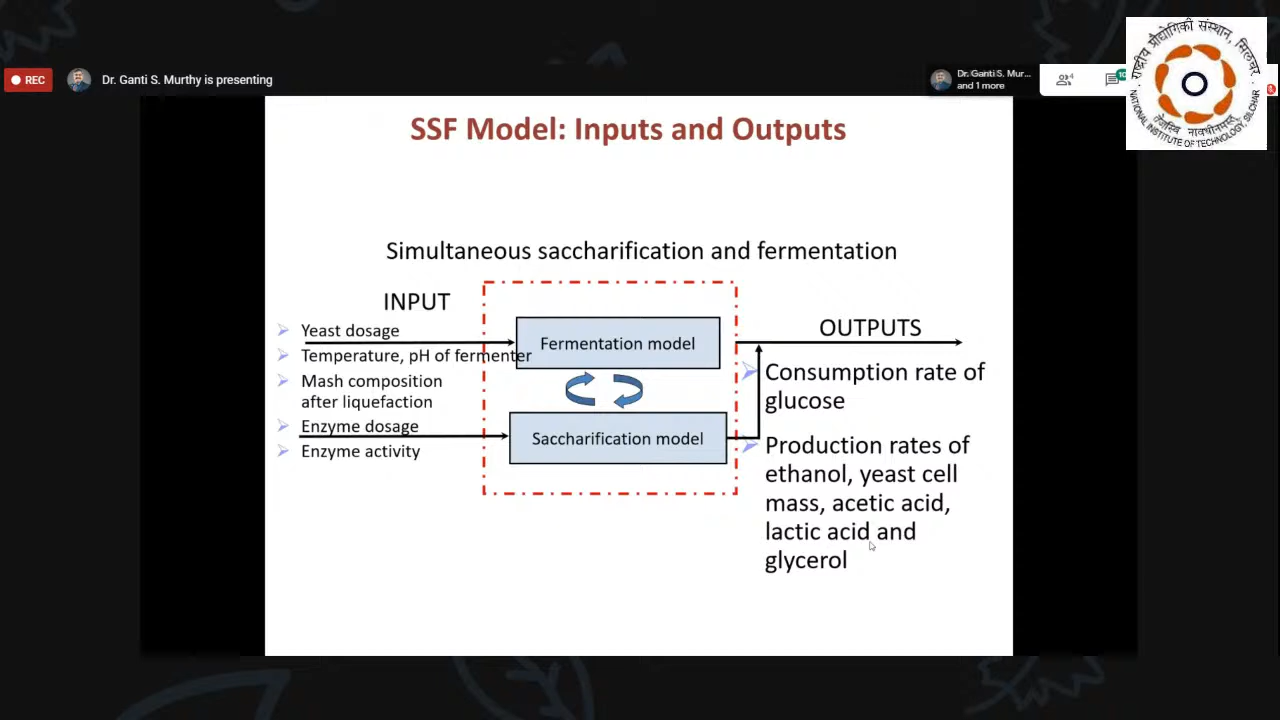 REC
Dr. Ganti S. Murthy is presenting
Dr. Ganti S. Mur...
and 1 more
राष्ट्रीय प्रौद्योगिकी संस्थान, सिलचर
NATIONAL INSTITUTE OF TECHNOLOGY, SILCHAR
SSF Model: Inputs and Outputs
Simultaneous saccharification and fermentation
INPUT
Yeast dosage
Temperature, pH of fermenter
Mash composition
after liquefaction
Enzyme dosage
Enzyme activity
Fermentation model
Saccharification model
OUTPUTS
Consumption rate of
glucose
Production rates of
ethanol, yeast cell
mass, acetic acid,
lactic acid and
glycerol